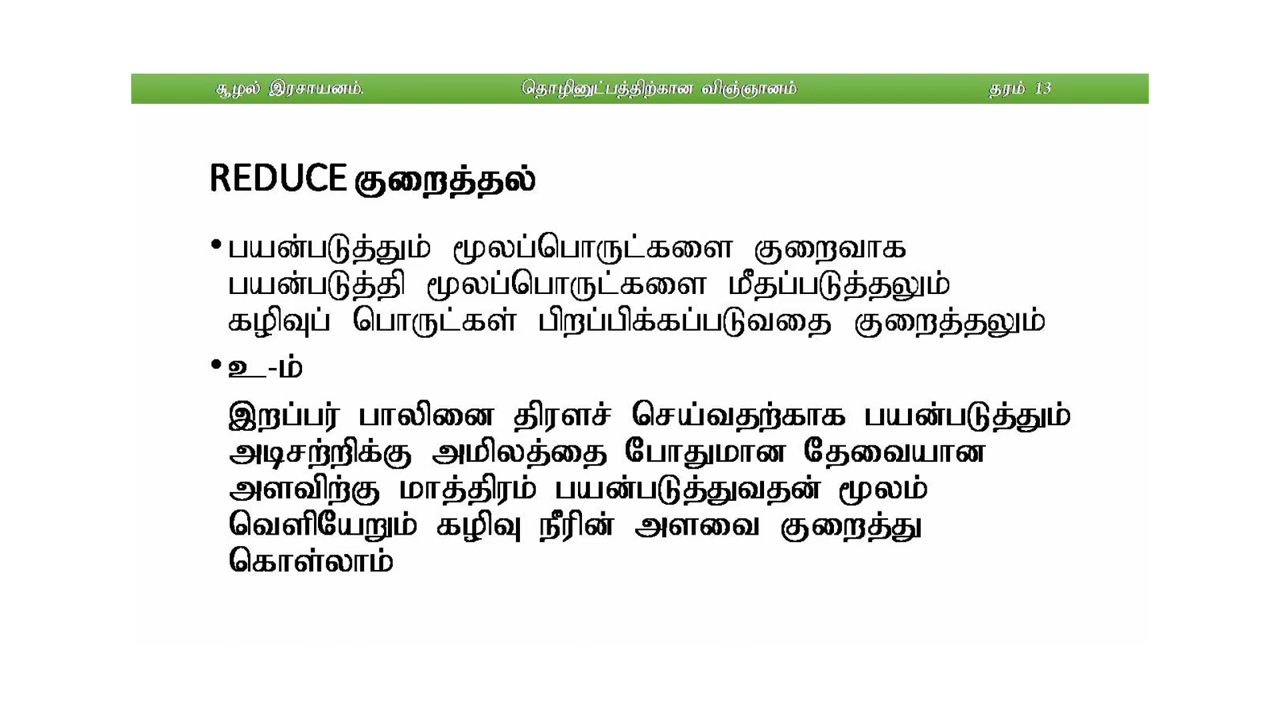 சூழல் இரசாயனம். தொழினுட்பத்திற்கான விஞ்ஞானம் தரம் 13
REDUCE குறைத்தல்
• பயன்படுத்தும் மூலப்பொருட்களை குறைவாக
பயன்படுத்தி மூலப்பொருட்களை மீதப்படுத்தலும்
கழிவுப் பொருட்கள் பிறப்பிக்கப்படுவதை குறைத்தலும்
• உ-ம்
இறப்பர் பாலினை திரளச் செய்வதற்காக பயன்படுத்தும்
அடிசற்றிக்கு அமிலத்தை போதுமான தேவையான
அளவிற்கு மாத்திரம் பயன்படுத்துவதன் மூலம்
வெளியேறும் கழிவு நீரின் அளவை குறைத்து
கொள்லாம்